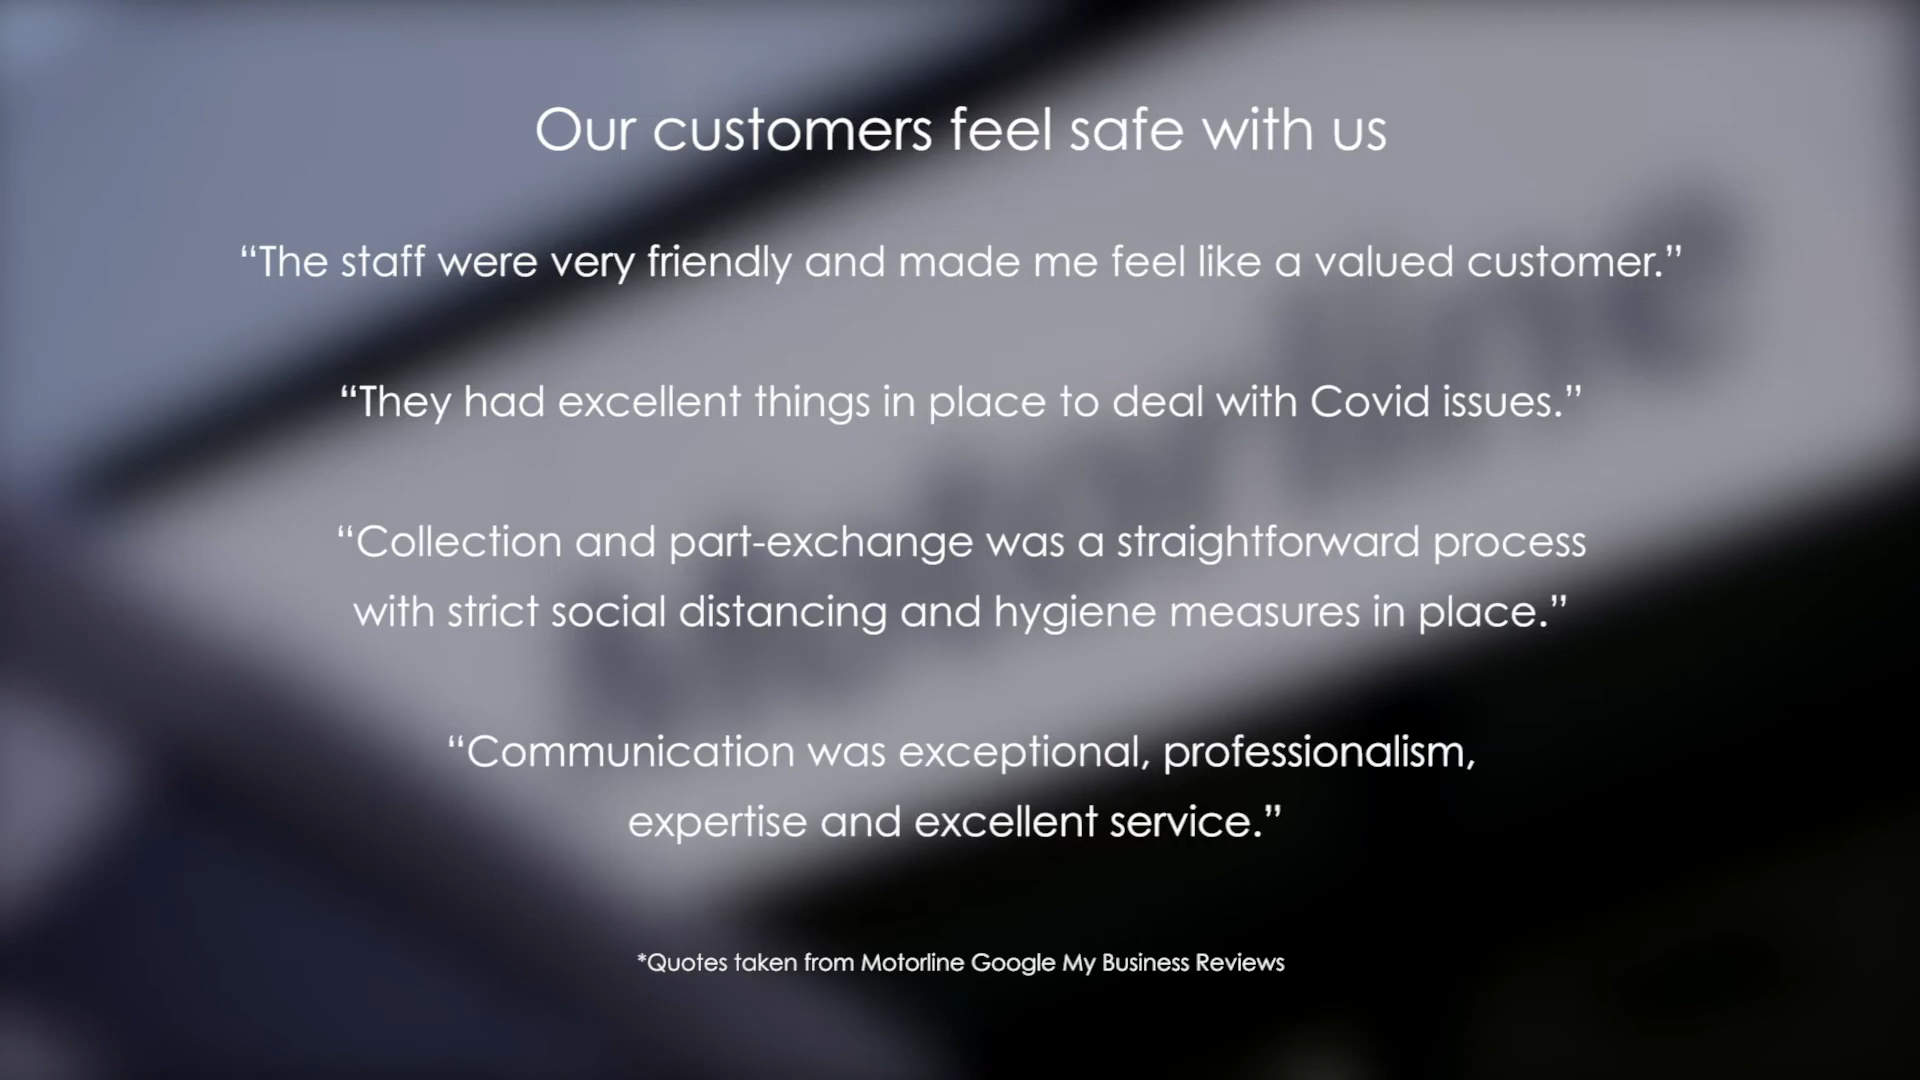 Our customers feel safe with us
“The staff were very friendly and made me feel like a valued customer.”
“They had excellent things in place to deal with Covid issues.”
“Collection and part-exchange was a straightforward process
with strict social distancing and hygiene measures in place.”
“Communication was exceptional, professionalism,
expertise and excellent service.”
*Quotes taken from Motorline Google My Business Reviews